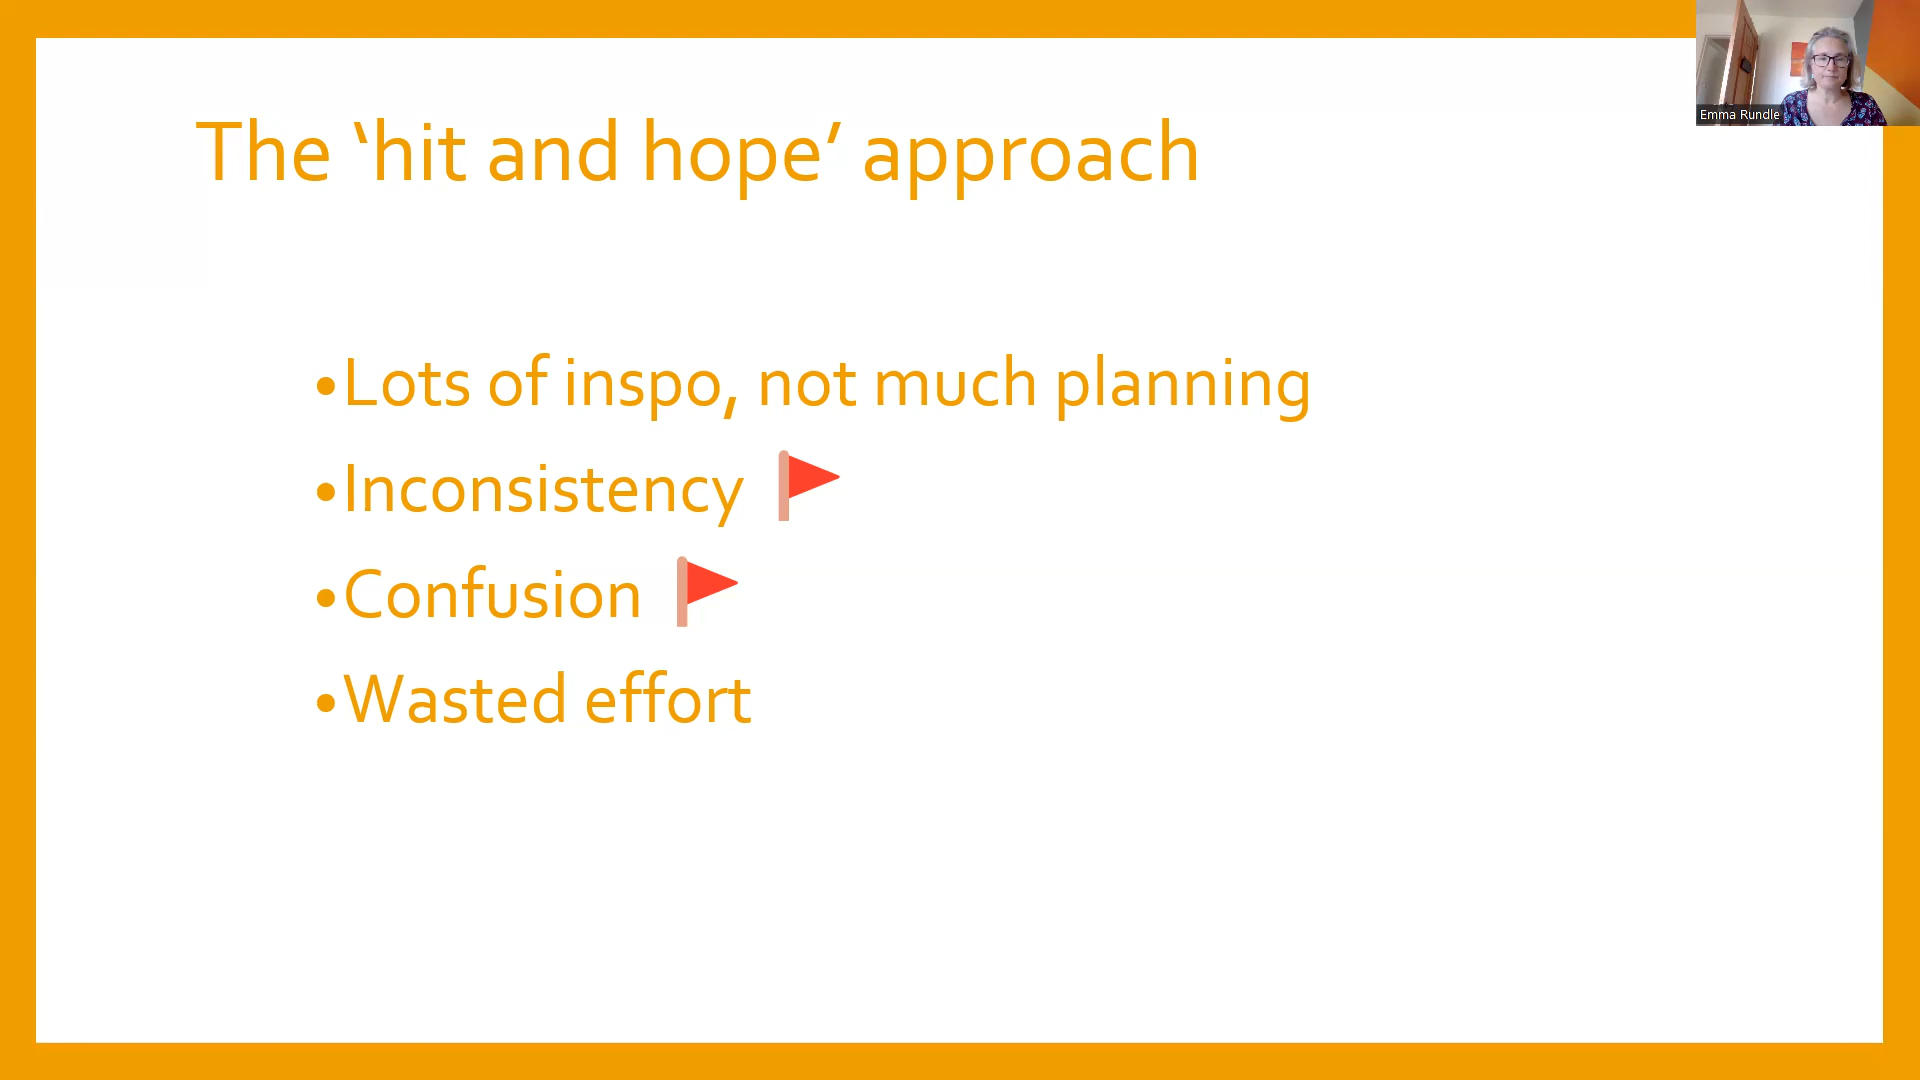 The ‘hit and hope’ approach
•Lots of inspo, not much planning
•Inconsistency
•Confusion
•Wasted effort
Emma Rundle